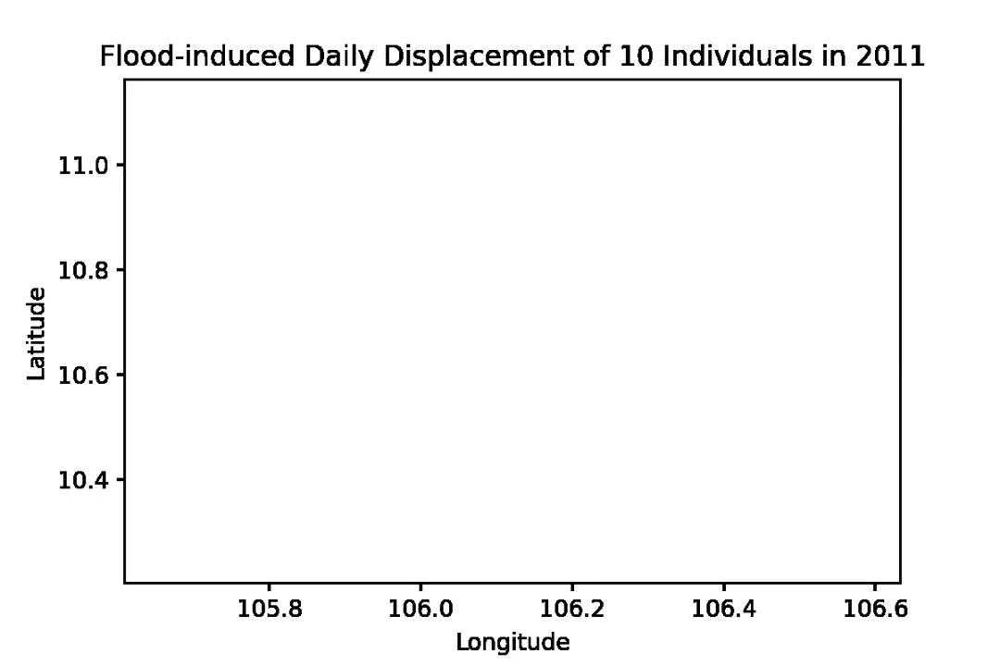 Flood-induced Daily Displacement of 10 Individuals in 2011
11.0
10.8
10.6
10.4
Latitude
105.8 106.0 106.2 106.4 106.6
Longitude